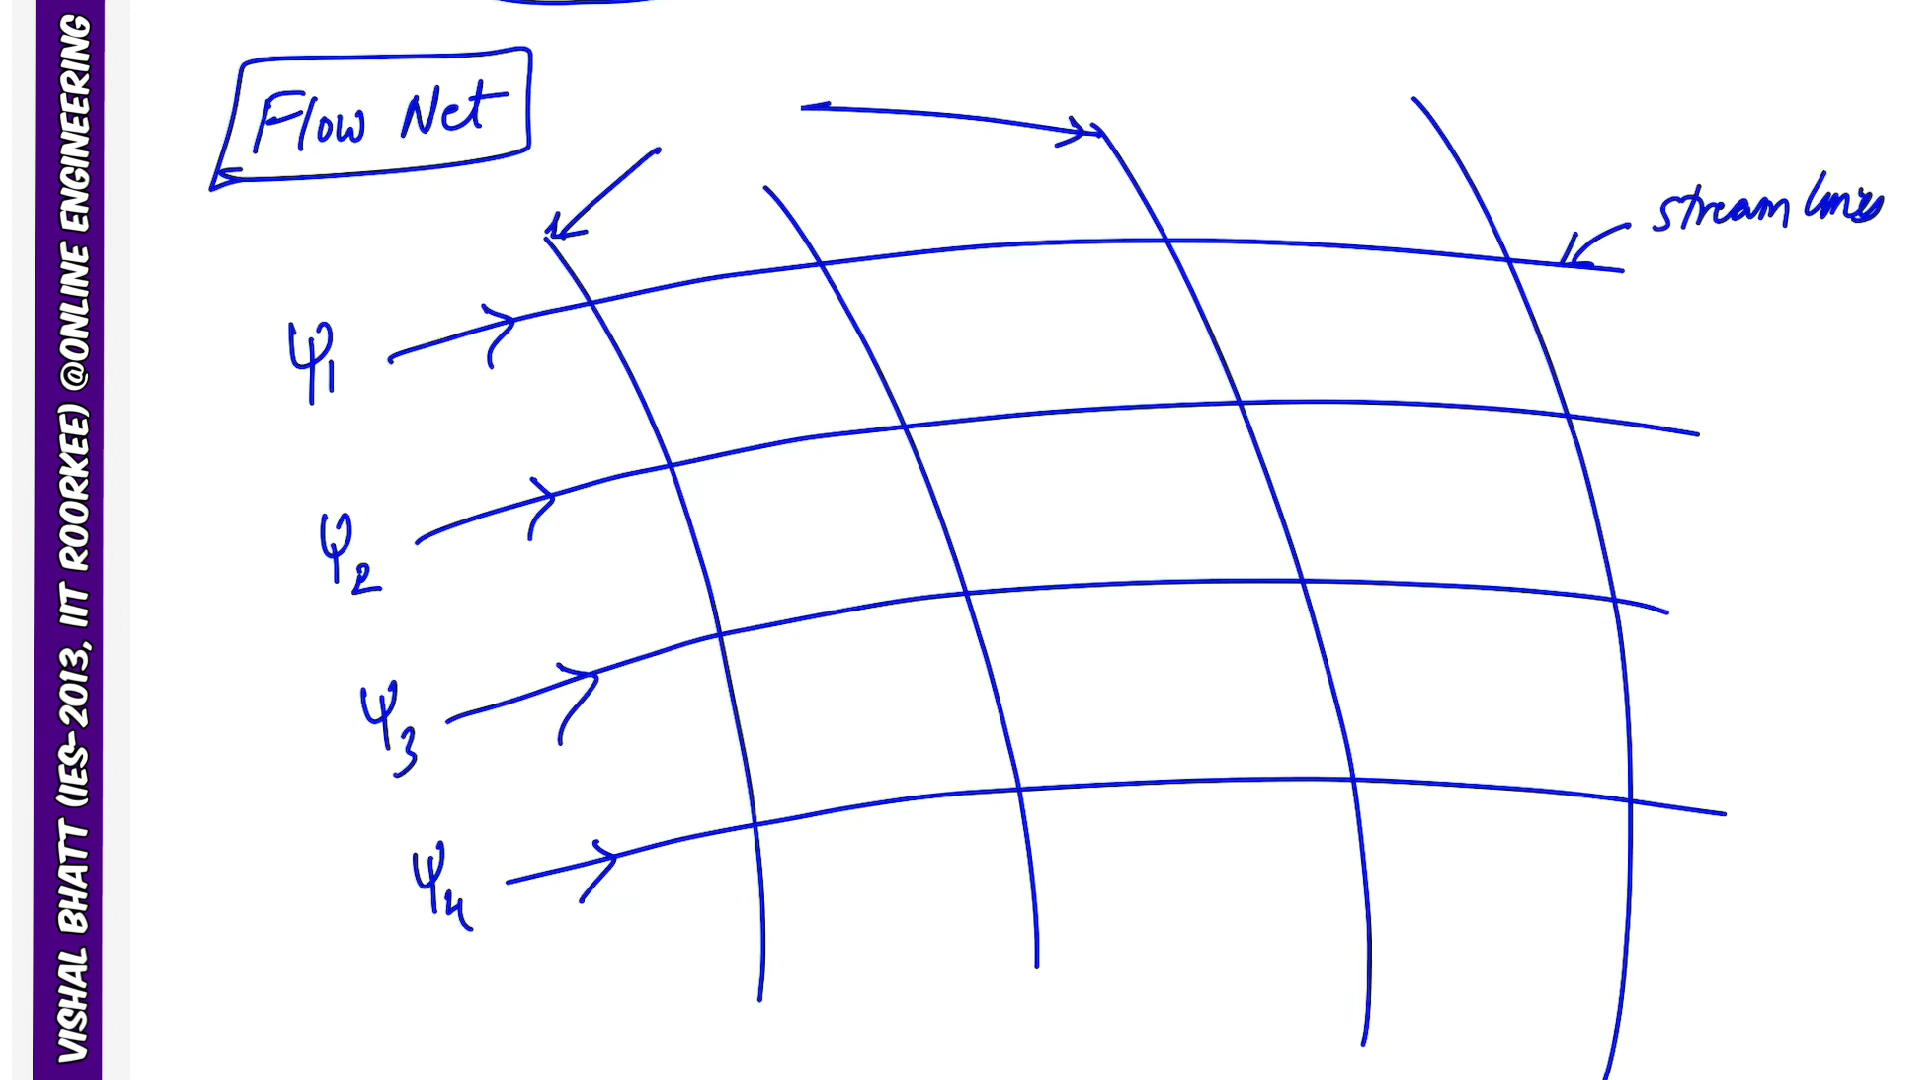 VISHAL BHATT (IES-2013, IIT ROORKEE) @ONLINE ENGINEERING
Flow Net
stream lines
ψ1
ψ2
ψ3
ψ4